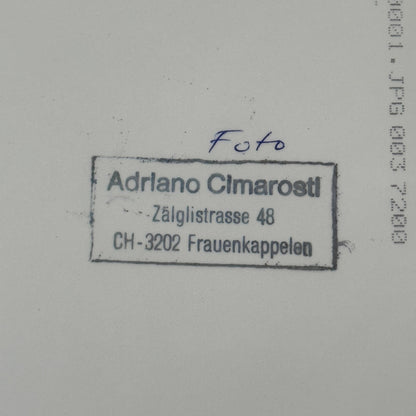 Foto
Adriano Cimarosti
Zälglistrasse 48
CH-3202 Frauenkappelen
0001.JPG 003 7200